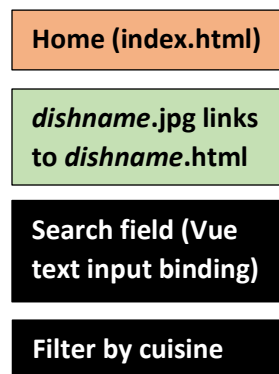 Home (index.html)
dishname.jpg links
to dishname.html
Search field (Vue
text input binding)
Filter by cuisine